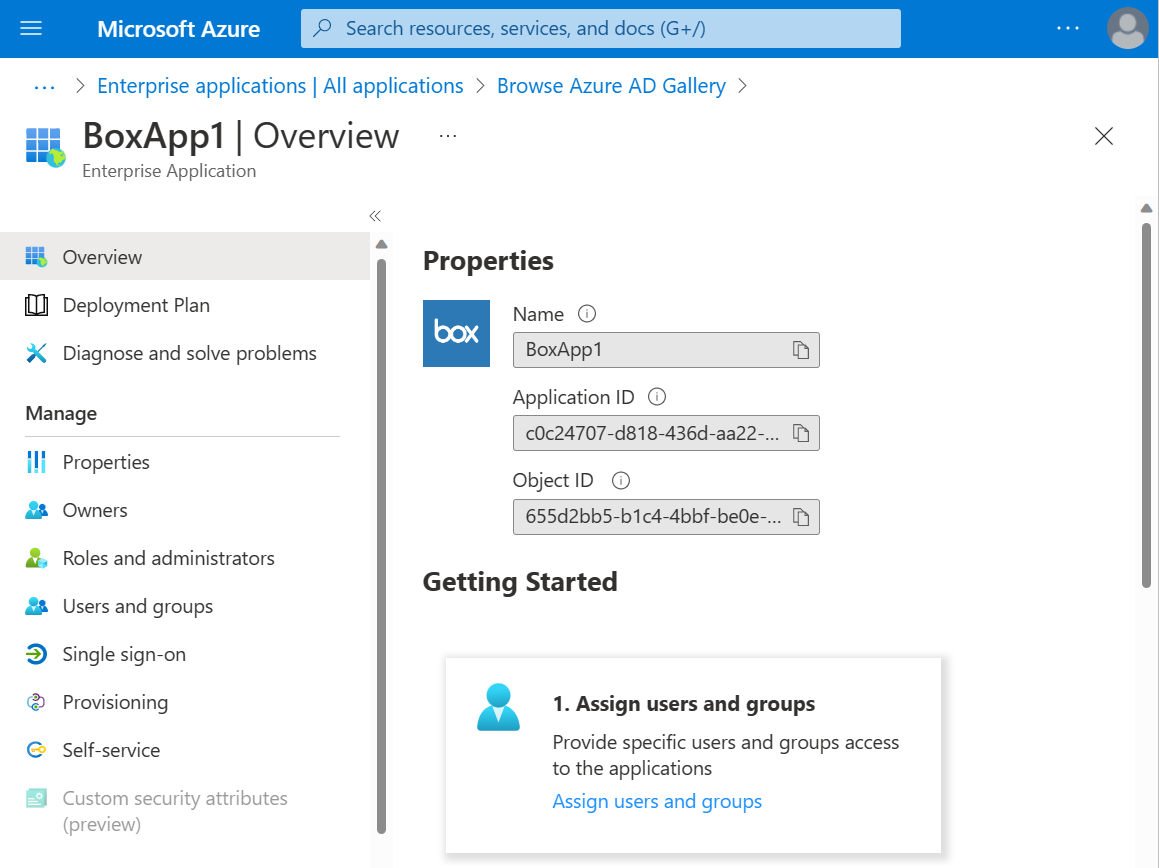 Microsoft Azure
Search resources, services, and docs (G+/)
...
... > Enterprise applications | All applications > Browse Azure AD Gallery >
BoxApp1 | Overview ...
Enterprise Application
«
Overview
Deployment Plan
Diagnose and solve problems
Manage
Properties
Owners
Roles and administrators
Users and groups
Single sign-on
Provisioning
Self-service
Custom security attributes
(preview)
Properties
box
Name
BoxApp1
Application ID
c0c24707-d818-436d-aa22-...
Object ID
655d2bb5-b1c4-4bbf-be0e-...
Getting Started
1. Assign users and groups
Provide specific users and groups access
to the applications
Assign users and groups